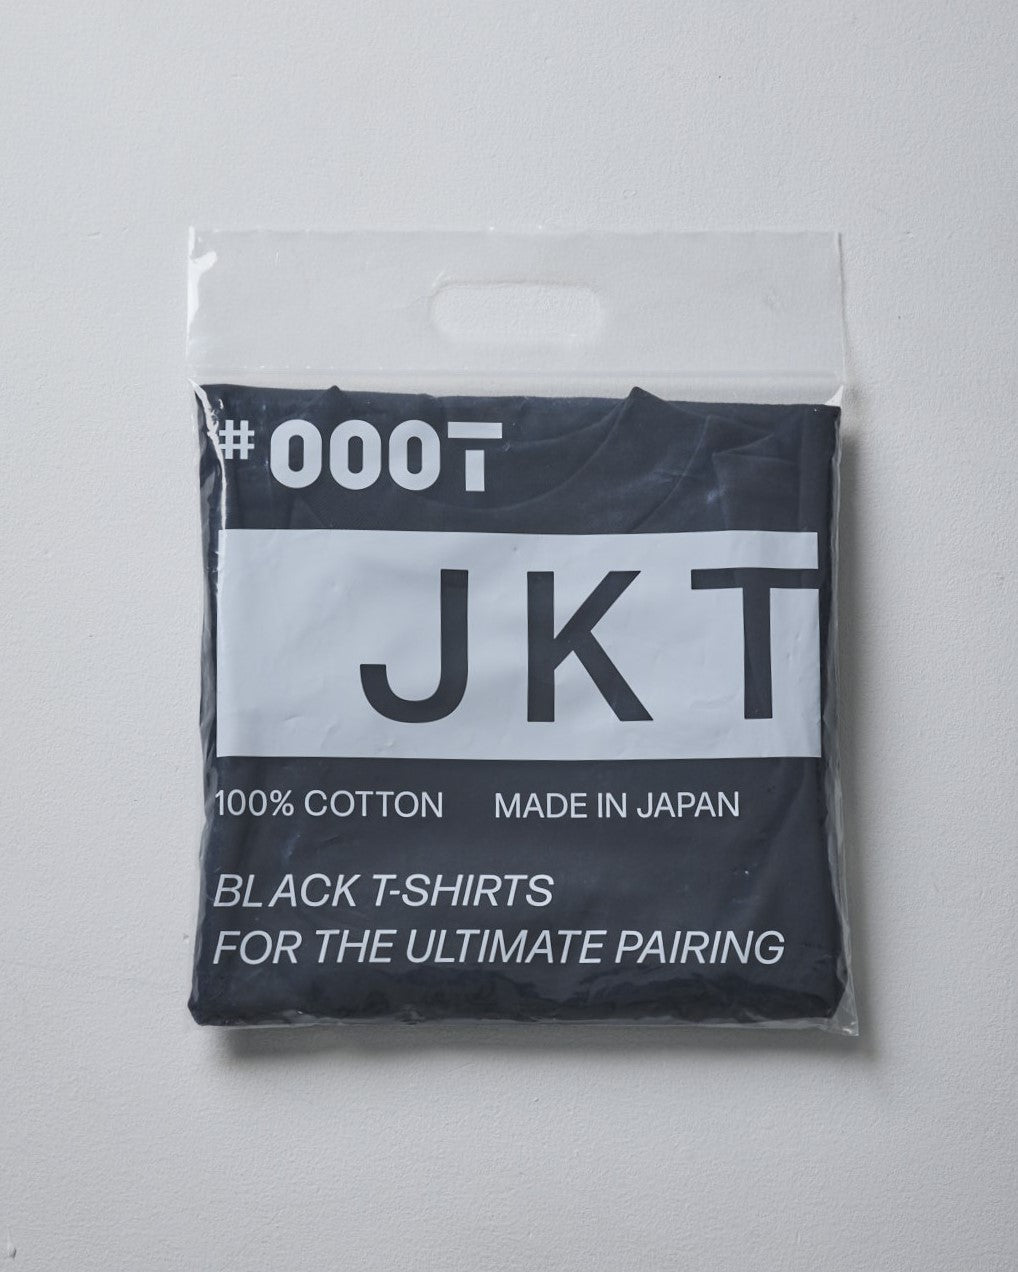 #000T
JKT
100% COTTON MADE IN JAPAN
BLACK T-SHIRTS
FOR THE ULTIMATE PAIRING